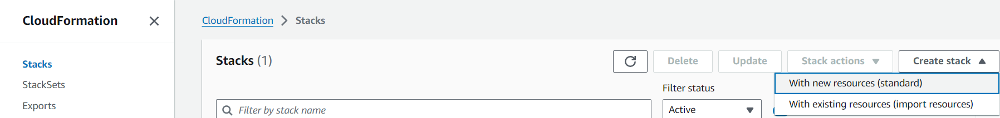 CloudFormation
Stacks
StackSets
Exports
CloudFormation > Stacks
Stacks (1)
Delete
Update
Stack actions
Create stack
With new resources (standard)
With existing resources (import resources)
Filter status
Filter by stack name
Active